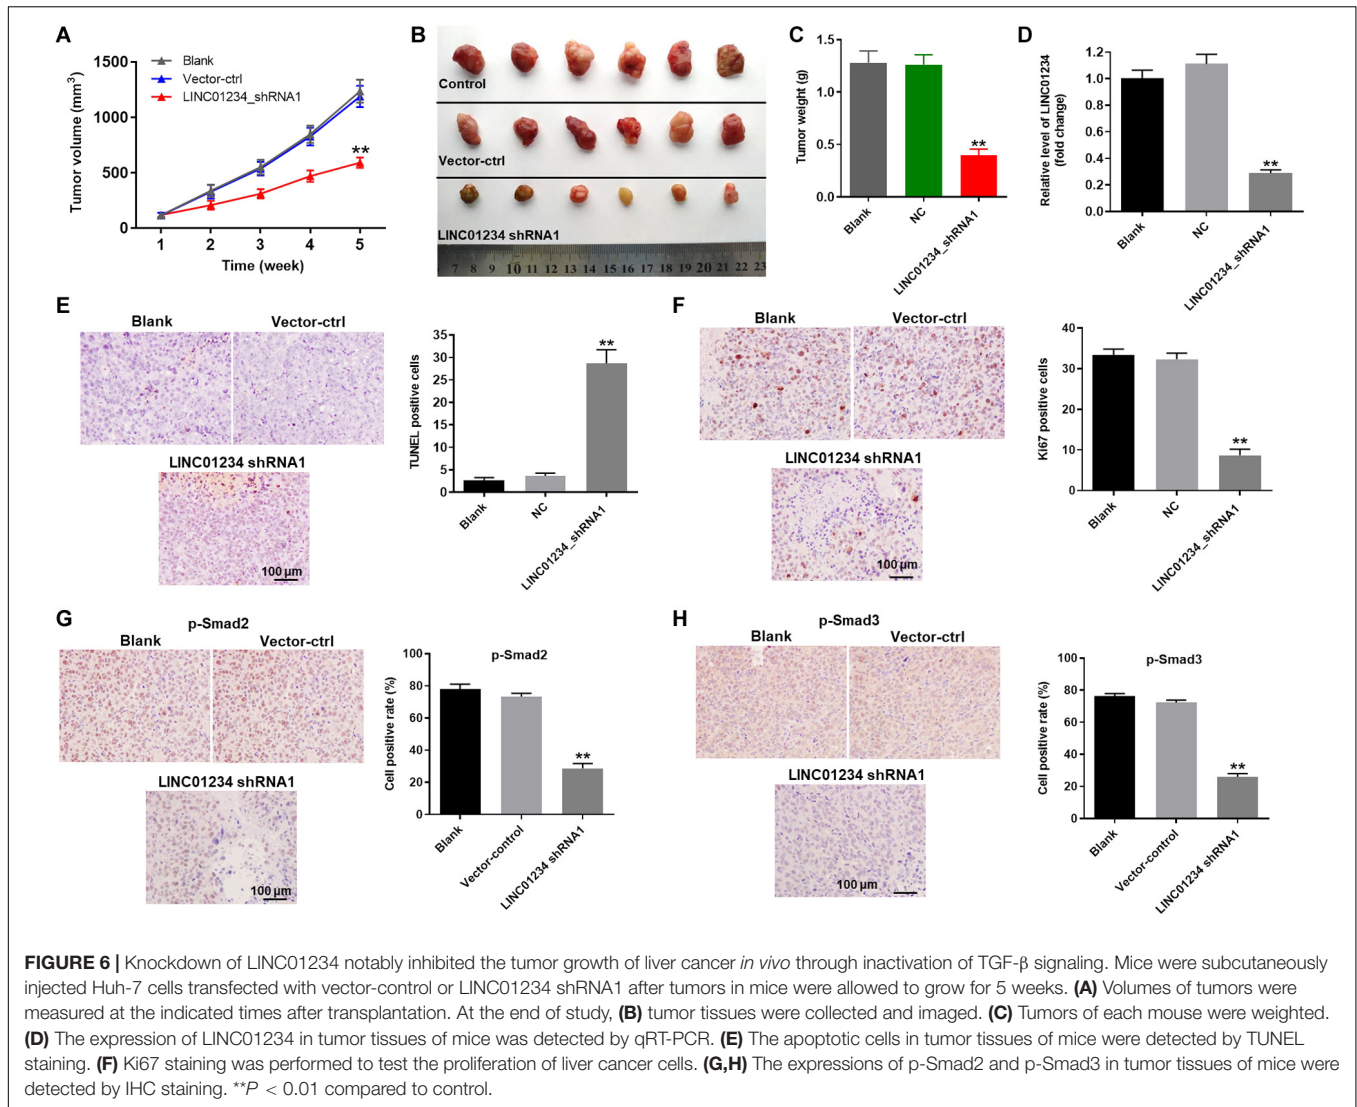 A
Blank
Vector-ctrl
LINC01234_shRNA1
Tumor volume (mm³)
1500
1000
500
0
**
1 2 3 4 5
Time (week)
B
Control
Vector-ctrl
LINC01234 shRNA1
7 8 9 10 11 12 13 14 15 16 17 18 19 20 21 22 23
C
Tumor weight (g)
1.5
1.0
0.5
0.0
**
Blank
NC
LINC01234_shRNA1
D
Relative level of LINC01234
(fold change)
1.2
1.0
0.8
0.6
0.4
0.2
0.0
**
Blank
NC
LINC01234_shRNA1
E
Blank
Vector-ctrl
LINC01234 shRNA1
100 µm
TUNEL positive cells
35
30
25
20
15
10
5
0
**
Blank
NC
LINC01234_shRNA1
F
Blank
Vector-ctrl
LINC01234 shRNA1
100 µm
Ki67 positive cells
40
30
20
10
0
**
Blank
NC
LINC01234_shRNA1
G
p-Smad2
Blank
Vector-ctrl
LINC01234 shRNA1
100 µm
p-Smad2
Cell positive rate (%)
100
80
60
40
20
0
**
Blank
Vector-control
LINC01234 shRNA1
H
p-Smad3
Blank
Vector-ctrl
LINC01234 shRNA1
100 µm
p-Smad3
Cell positive rate (%)
100
80
60
40
20
0
**
Blank
Vector-control
LINC01234 shRNA1
FIGURE 6 | Knockdown of LINC01234 notably inhibited the tumor growth of liver cancer in vivo through inactivation of TGF-β signaling. Mice were subcutaneously
injected Huh-7 cells transfected with vector-control or LINC01234 shRNA1 after tumors in mice were allowed to grow for 5 weeks. (A) Volumes of tumors were
measured at the indicated times after transplantation. At the end of study, (B) tumor tissues were collected and imaged. (C) Tumors of each mouse were weighted.
(D) The expression of LINC01234 in tumor tissues of mice was detected by qRT-PCR. (E) The apoptotic cells in tumor tissues of mice were detected by TUNEL
staining. (F) Ki67 staining was performed to test the proliferation of liver cancer cells. (G,H) The expressions of p-Smad2 and p-Smad3 in tumor tissues of mice were
detected by IHC staining. **P < 0.01 compared to control.